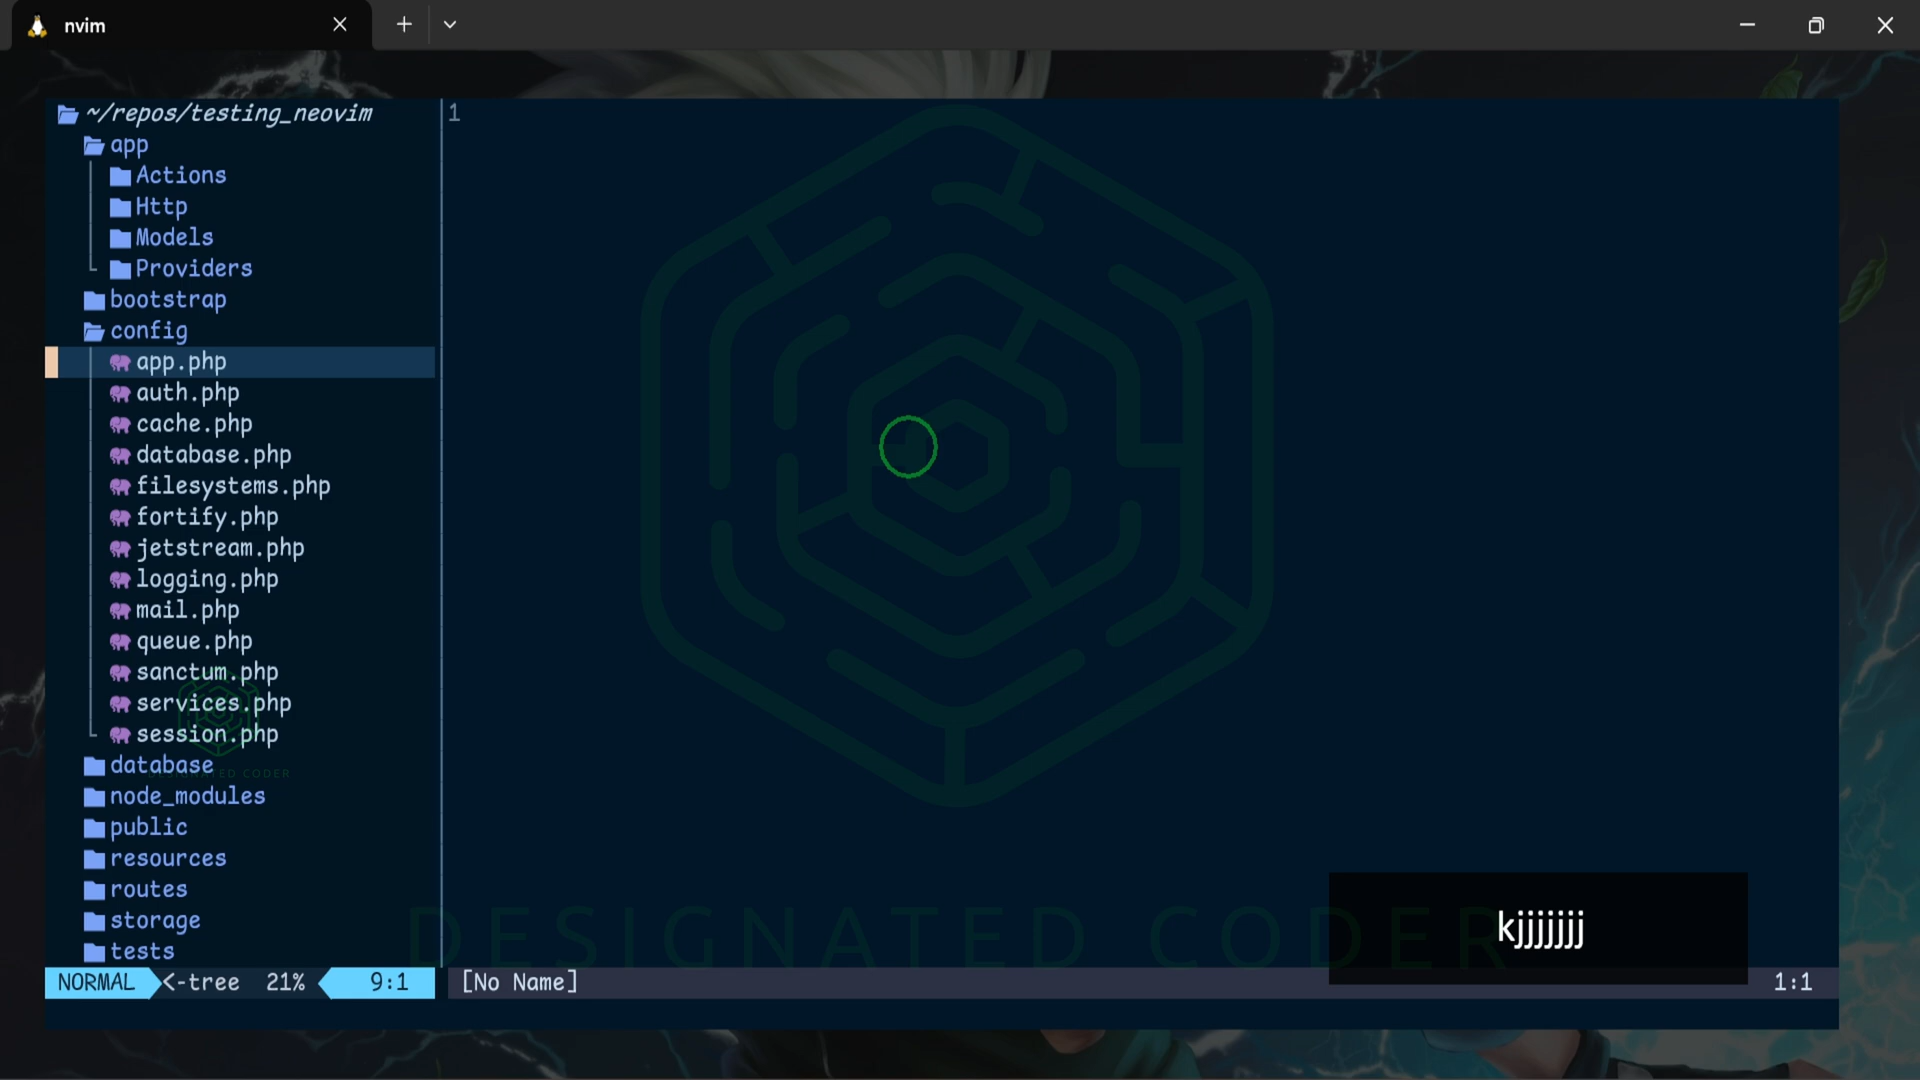 nvim
~/repos/testing_neovim
1
app
Actions
Http
Models
Providers
bootstrap
config
app.php
auth.php
cache.php
database.php
filesystems.php
fortify.php
jetstream.php
logging.php
mail.php
queue.php
sanctum.php
services.php
session.php
database
DESIGNATED CODER
node_modules
public
resources
routes
storage
tests
DESIGNATED CODER
kjjjjjjj
NORMAL <-tree 21% 9:1 [No Name] 1:1